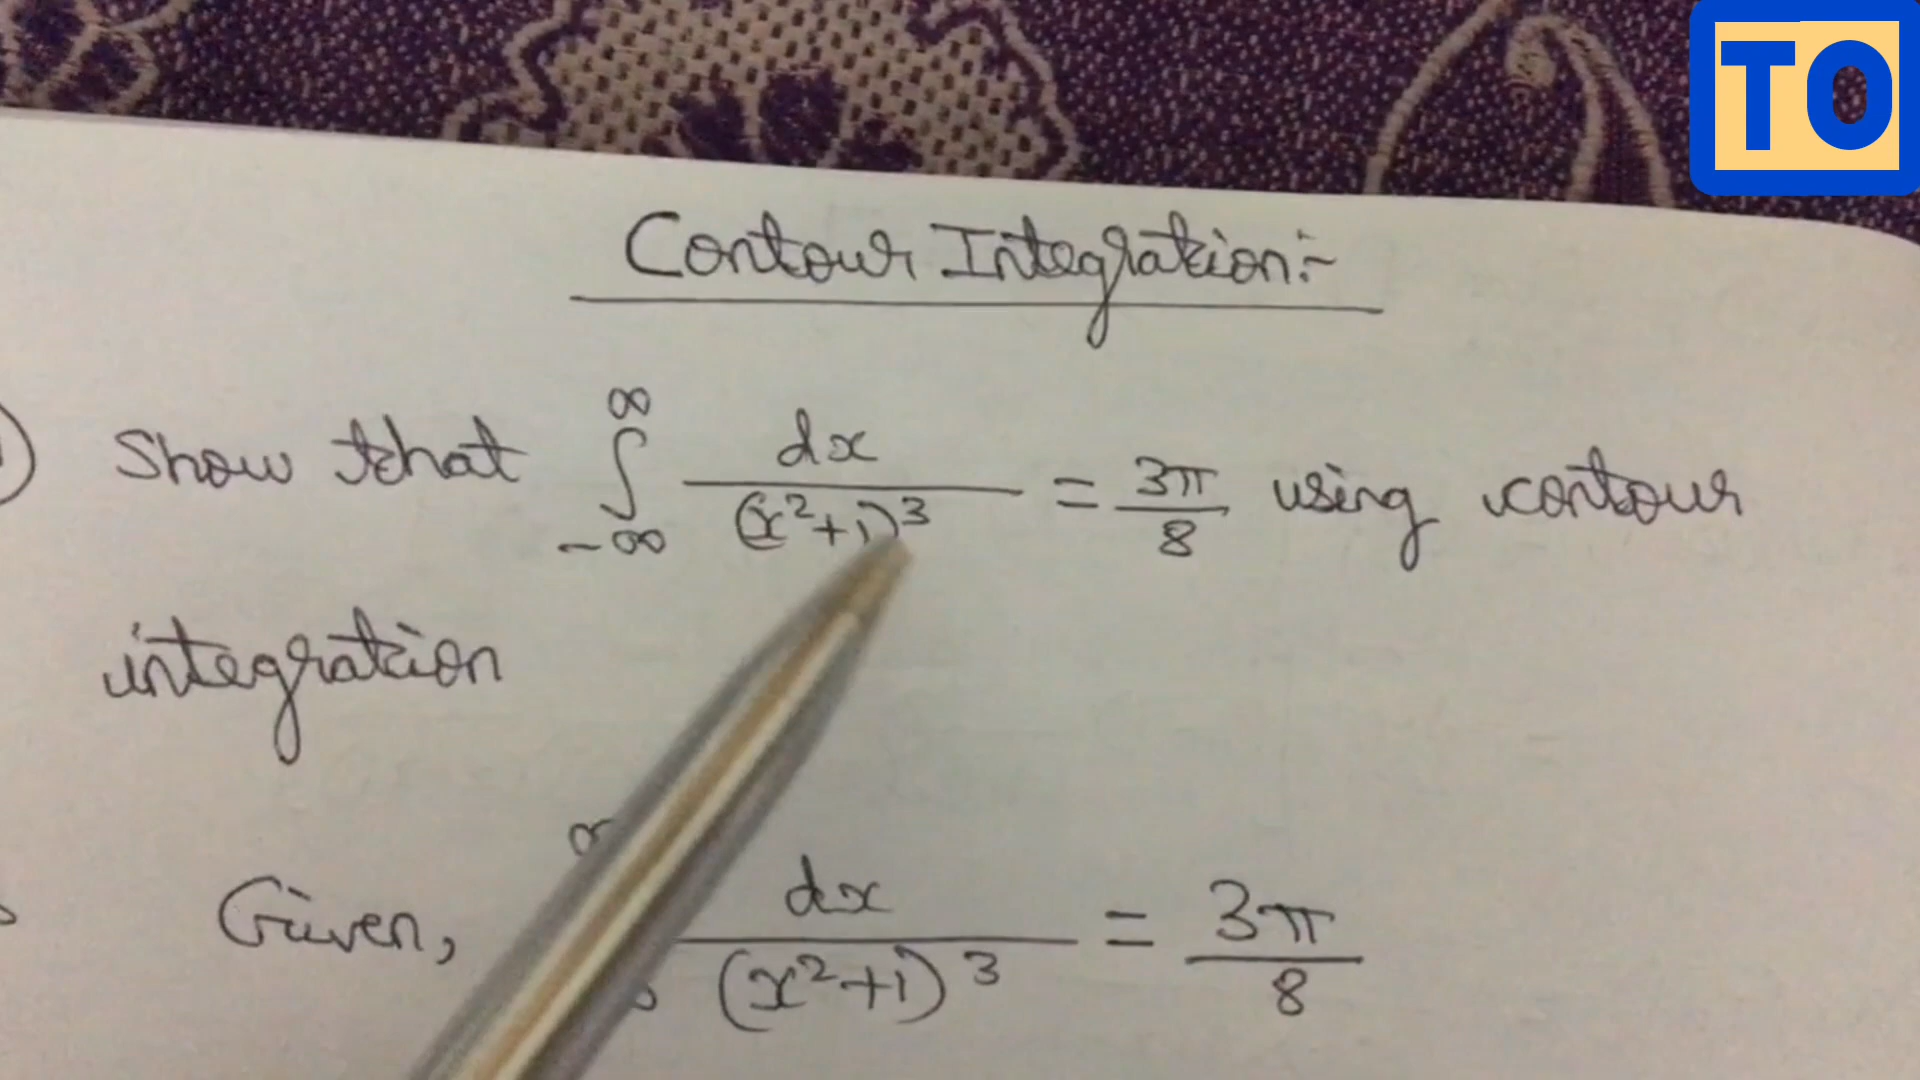 TO
Contour Integration:-
Show that ∫_{-∞}^{∞} dx/(x²+1)³ = 3π/8 using contour
integration
Given, dx/(x²+1)³ = 3π/8